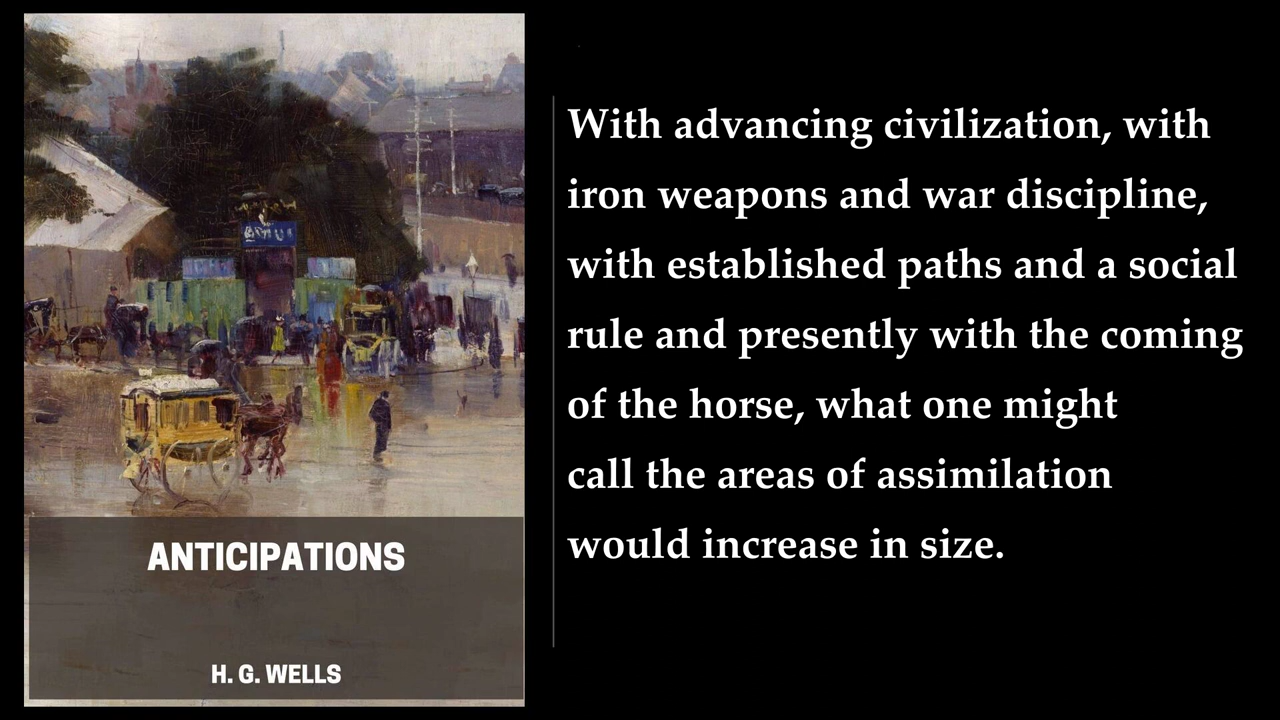 ANTICIPATIONS
H. G. WELLS
With advancing civilization, with
iron weapons and war discipline,
with established paths and a social
rule and presently with the coming
of the horse, what one might
call the areas of assimilation
would increase in size.